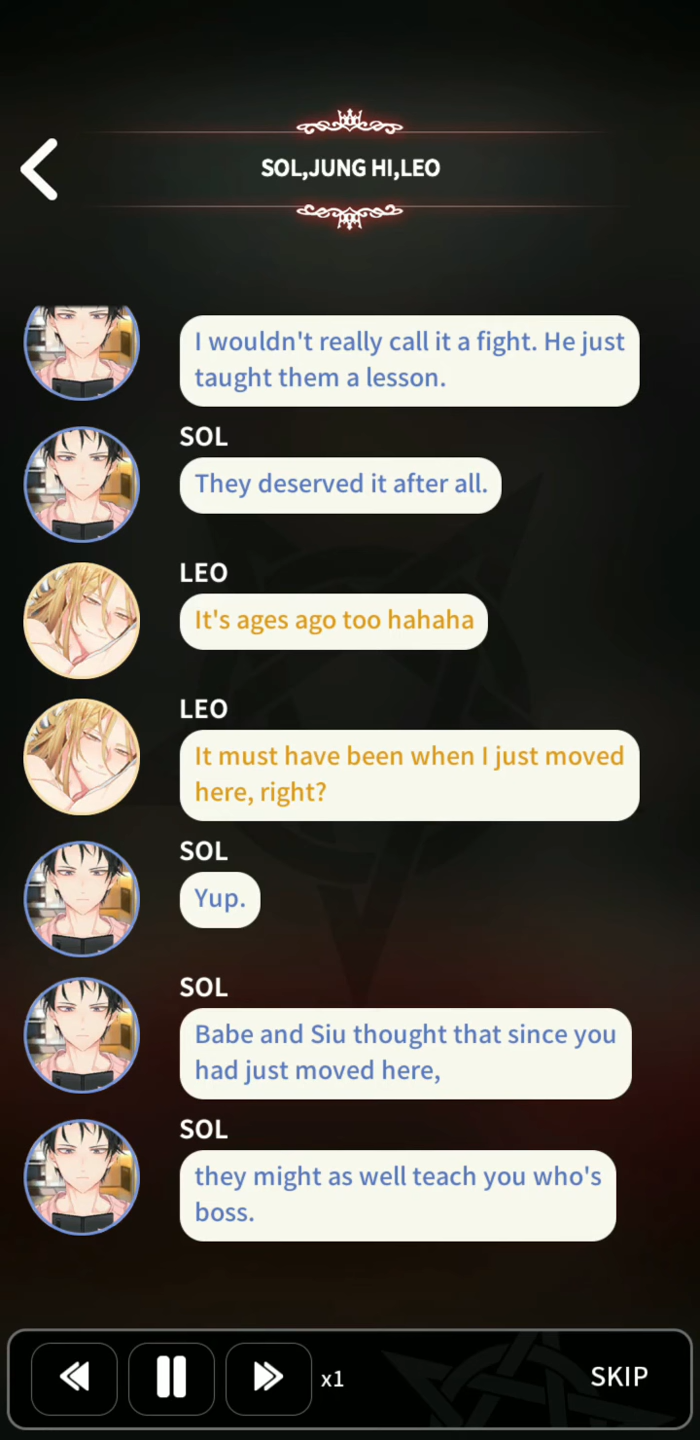 SOL,JUNG HI,LEO
I wouldn't really call it a fight. He just
taught them a lesson.
SOL
They deserved it after all.
LEO
It's ages ago too hahaha
LEO
It must have been when I just moved
here, right?
SOL
Yup.
SOL
Babe and Siu thought that since you
had just moved here,
SOL
they might as well teach you who's
boss.
x1
SKIP